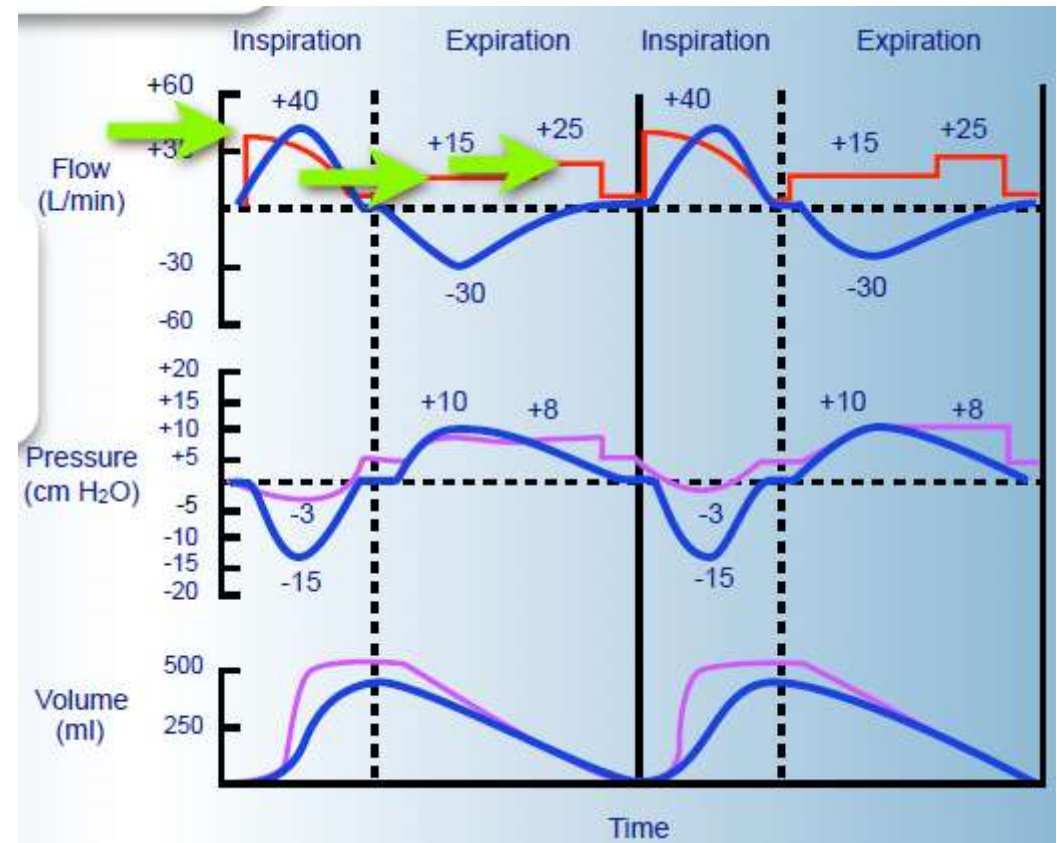 Inspiration Expiration Inspiration Expiration
+60
+40 +40
+15 +25 +15 +25
Flow
(L/min)
-30
-30 -30
-60
+20
+15
+10
+10 +8 +10 +8
+5
Pressure
(cm H₂O)
-5
-3 -3
-10
-15
-15 -15
-20
500
Volume
(ml)
250
Time